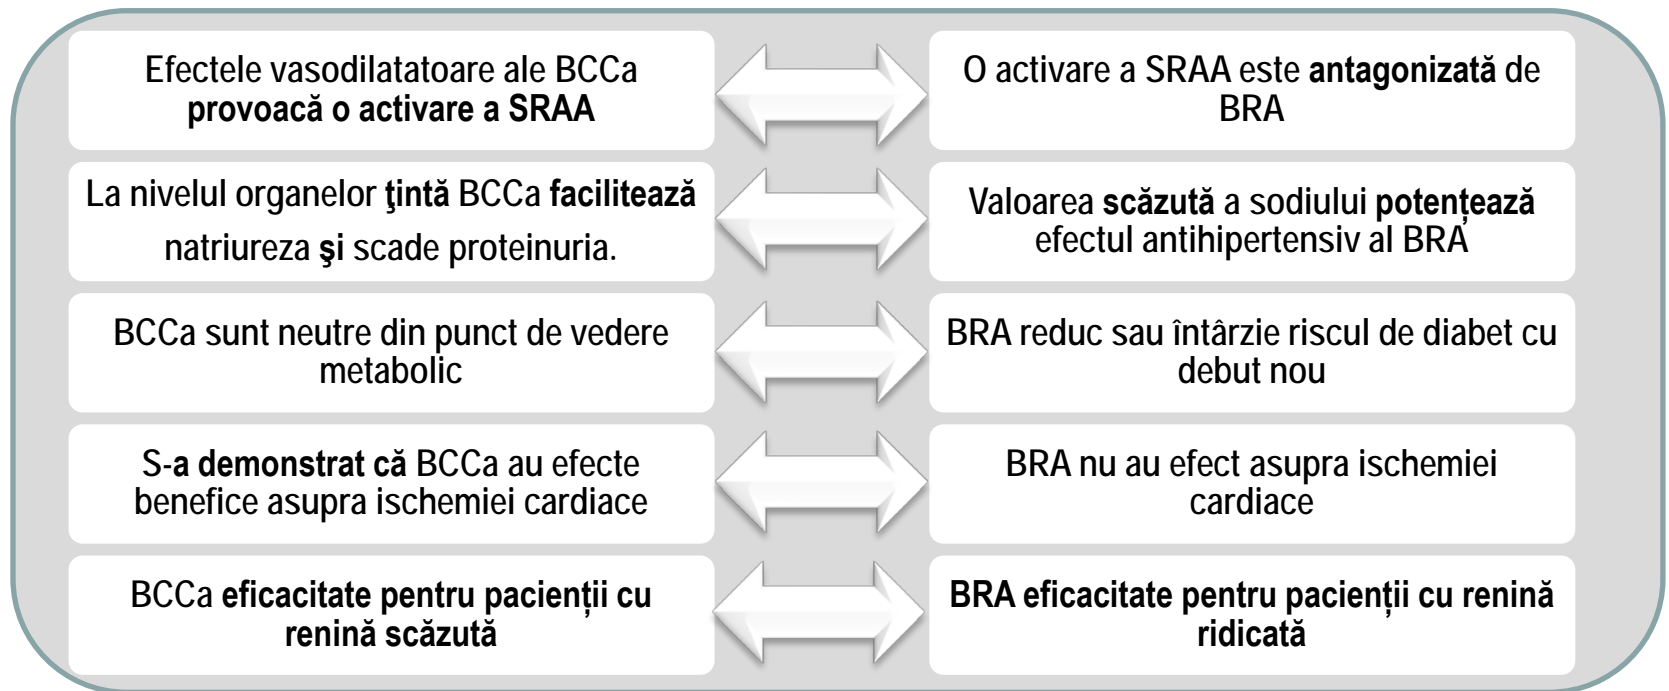 Efectele vasodilatatoare ale BCCa
provoacă o activare a SRAA
O activare a SRAA este antagonizată de
BRA
La nivelul organelor ţintă BCCa facilitează
natriureza şi scade proteinuria.
Valoarea scăzută a sodiului potențează
efectul antihipertensiv al BRA
BCCa sunt neutre din punct de vedere
metabolic
BRA reduc sau întârzie riscul de diabet cu
debut nou
S-a demonstrat că BCCa au efecte
benefice asupra ischemiei cardiace
BRA nu au efect asupra ischemiei
cardiace
BCCa eficacitate pentru pacienții cu
renină scăzută
BRA eficacitate pentru pacienții cu renină
ridicată